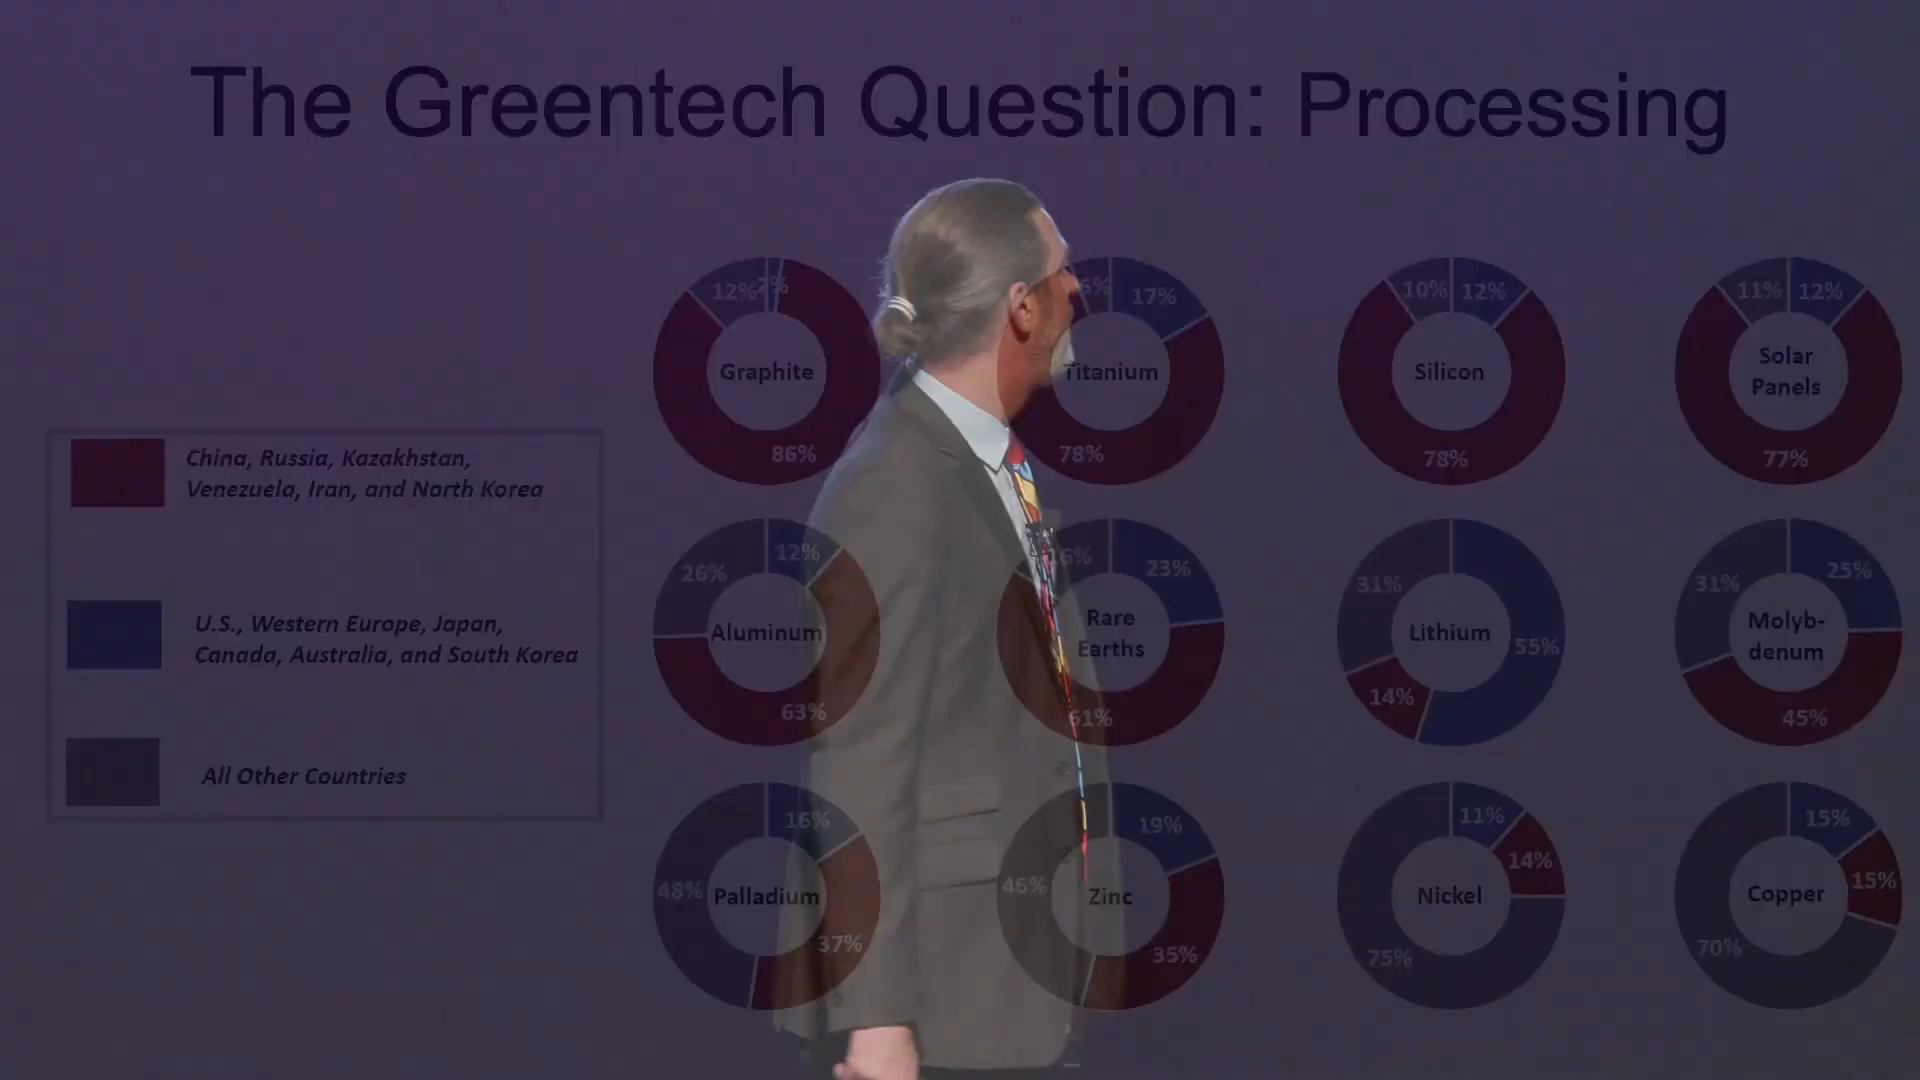 The Greentech Question: Processing
China, Russia, Kazakhstan,
Venezuela, Iran, and North Korea
U.S., Western Europe, Japan,
Canada, Australia, and South Korea
All Other Countries
12%
2%
Graphite
86%
6%
17%
Titanium
78%
10%
12%
Silicon
78%
11%
12%
Solar
Panels
77%
26%
12%
Aluminum
63%
16%
23%
Rare
Earths
61%
31%
55%
Lithium
14%
31%
25%
Molyb-
denum
45%
16%
48%
Palladium
37%
19%
46%
Zinc
35%
11%
14%
Nickel
75%
15%
15%
Copper
70%